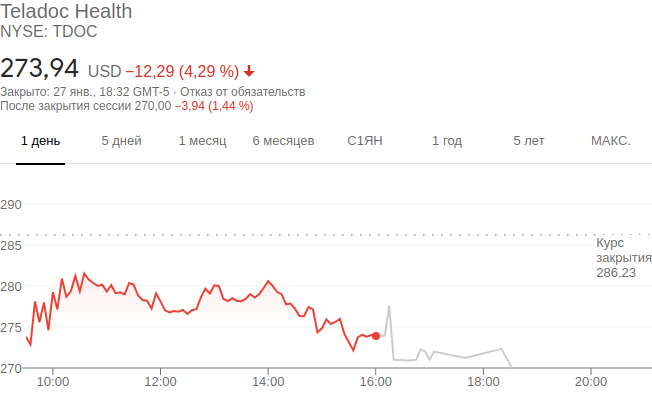 Teladoc Health
NYSE: TDOC
273,94 USD −12,29 (4,29 %)
Закрыто: 27 янв., 18:32 GMT-5 · Отказ от обязательств
После закрытия сессии 270,00 −3,94 (1,44 %)
1 день 5 дней 1 месяц 6 месяцев С1ЯН 1 год 5 лет МАКС.
290
285
Курс
закрытия
286,23
280
275
270
10:00 12:00 14:00 16:00 18:00 20:00